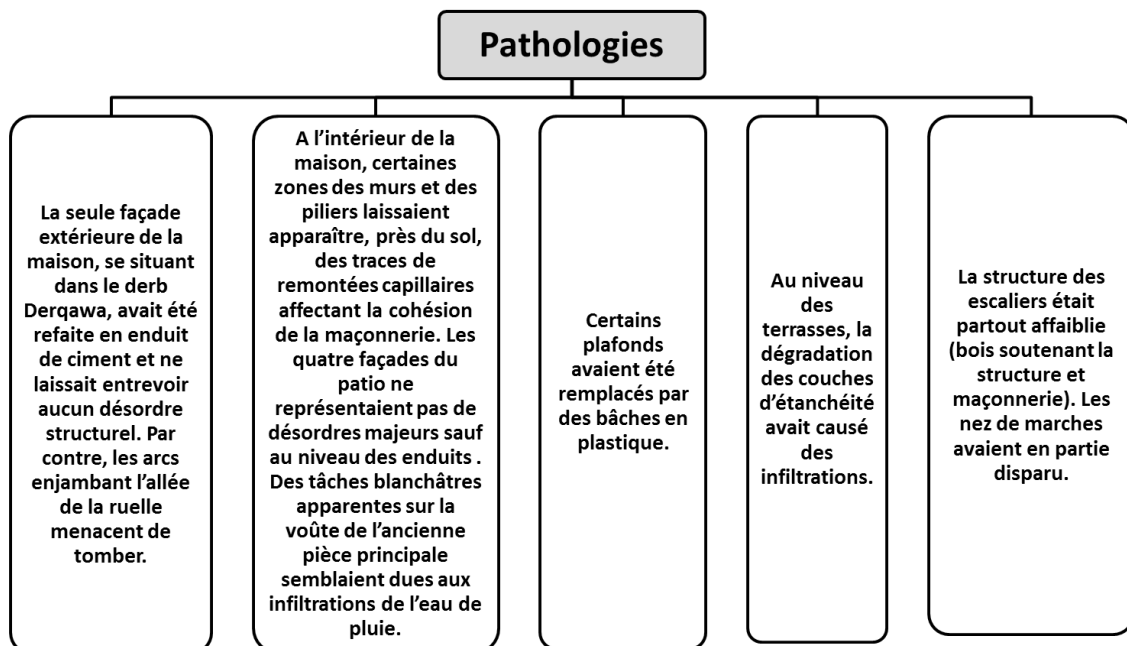 Pathologies
La seule façade
extérieure de la
maison, se situant
dans le derb
Derqawa, avait été
refaite en enduit
de ciment et ne
laissait entrevoir
aucun désordre
structurel. Par
contre, les arcs
enjambant l’allée
de la ruelle
menacent de
tomber.
A l’intérieur de la
maison, certaines
zones des murs et des
piliers laissaient
apparaître, près du sol,
des traces de
remontées capillaires
affectant la cohésion
de la maçonnerie. Les
quatre façades du
patio ne
représentaient pas de
désordres majeurs sauf
au niveau des enduits .
Des tâches blanchâtres
apparentes sur la
voûte de l’ancienne
pièce principale
semblaient dues aux
infiltrations de l’eau de
pluie.
Certains
plafonds
avaient été
remplacés par
des bâches en
plastique.
Au niveau
des
terrasses, la
dégradation
des couches
d’étanchéité
avait causé
des
infiltrations.
La structure des
escaliers était
partout affaiblie
(bois soutenant la
structure et
maçonnerie). Les
nez de marches
avaient en partie
disparu.